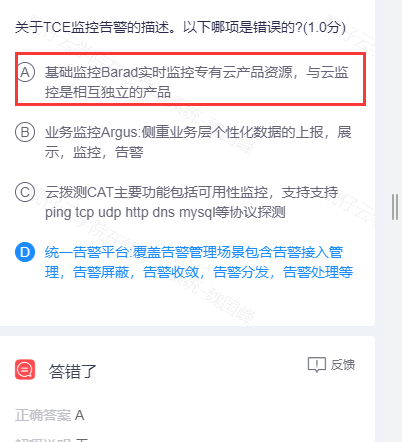 关于TCE监控告警的描述。以下哪项是错误的?(1.0分)
A 基础监控Barad实时监控专有云产品资源，与云监
控是相互独立的产品
B 业务监控Argus:侧重业务层个性化数据的上报，展
示，监控，告警
C 云拨测CAT主要功能包括可用性监控，支持支持
ping tcp udp http dns mysql等协议探测
D 统一告警平台:覆盖告警管理场景包含告警接入管
理，告警屏蔽，告警收敛，告警分发，告警处理等
答错了
反馈
正确答案 A